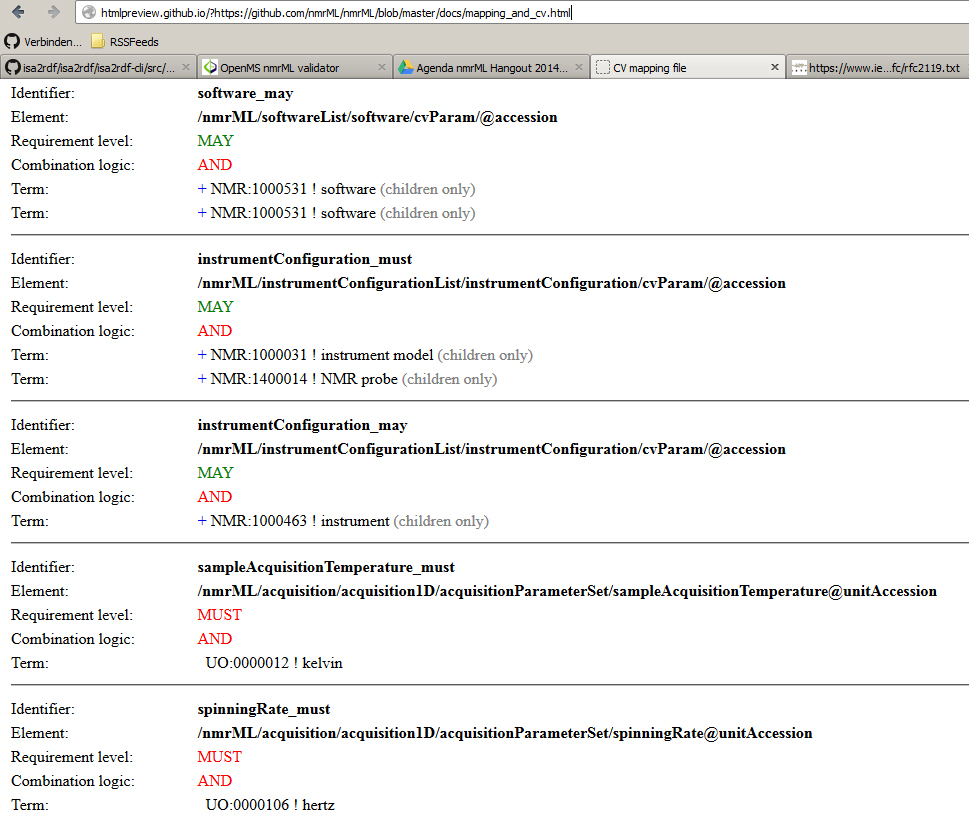 htmlpreview.github.io/?https://github.com/nmrML/nmrML/blob/master/docs/mapping_and_cv.html
Verbinden... RSSFeeds
isa2rdf/isa2rdf/isa2rdf-cli/src/... OpenMS nmrML validator Agenda nmrML Hangout 2014... CV mapping file https://www.ie...fc/rfc2119.txt
Identifier: software_may
Element: /nmrML/softwareList/software/cvParam/@accession
Requirement level: MAY
Combination logic: AND
Term: + NMR:1000531 ! software (children only)
Term: + NMR:1000531 ! software (children only)
Identifier: instrumentConfiguration_must
Element: /nmrML/instrumentConfigurationList/instrumentConfiguration/cvParam/@accession
Requirement level: MAY
Combination logic: AND
Term: + NMR:1000031 ! instrument model (children only)
Term: + NMR:1400014 ! NMR probe (children only)
Identifier: instrumentConfiguration_may
Element: /nmrML/instrumentConfigurationList/instrumentConfiguration/cvParam/@accession
Requirement level: MAY
Combination logic: AND
Term: + NMR:1000463 ! instrument (children only)
Identifier: sampleAcquisitionTemperature_must
Element: /nmrML/acquisition/acquisition1D/acquisitionParameterSet/sampleAcquisitionTemperature@unitAccession
Requirement level: MUST
Combination logic: AND
Term: UO:0000012 ! kelvin
Identifier: spinningRate_must
Element: /nmrML/acquisition/acquisition1D/acquisitionParameterSet/spinningRate@unitAccession
Requirement level: MUST
Combination logic: AND
Term: UO:0000106 ! hertz